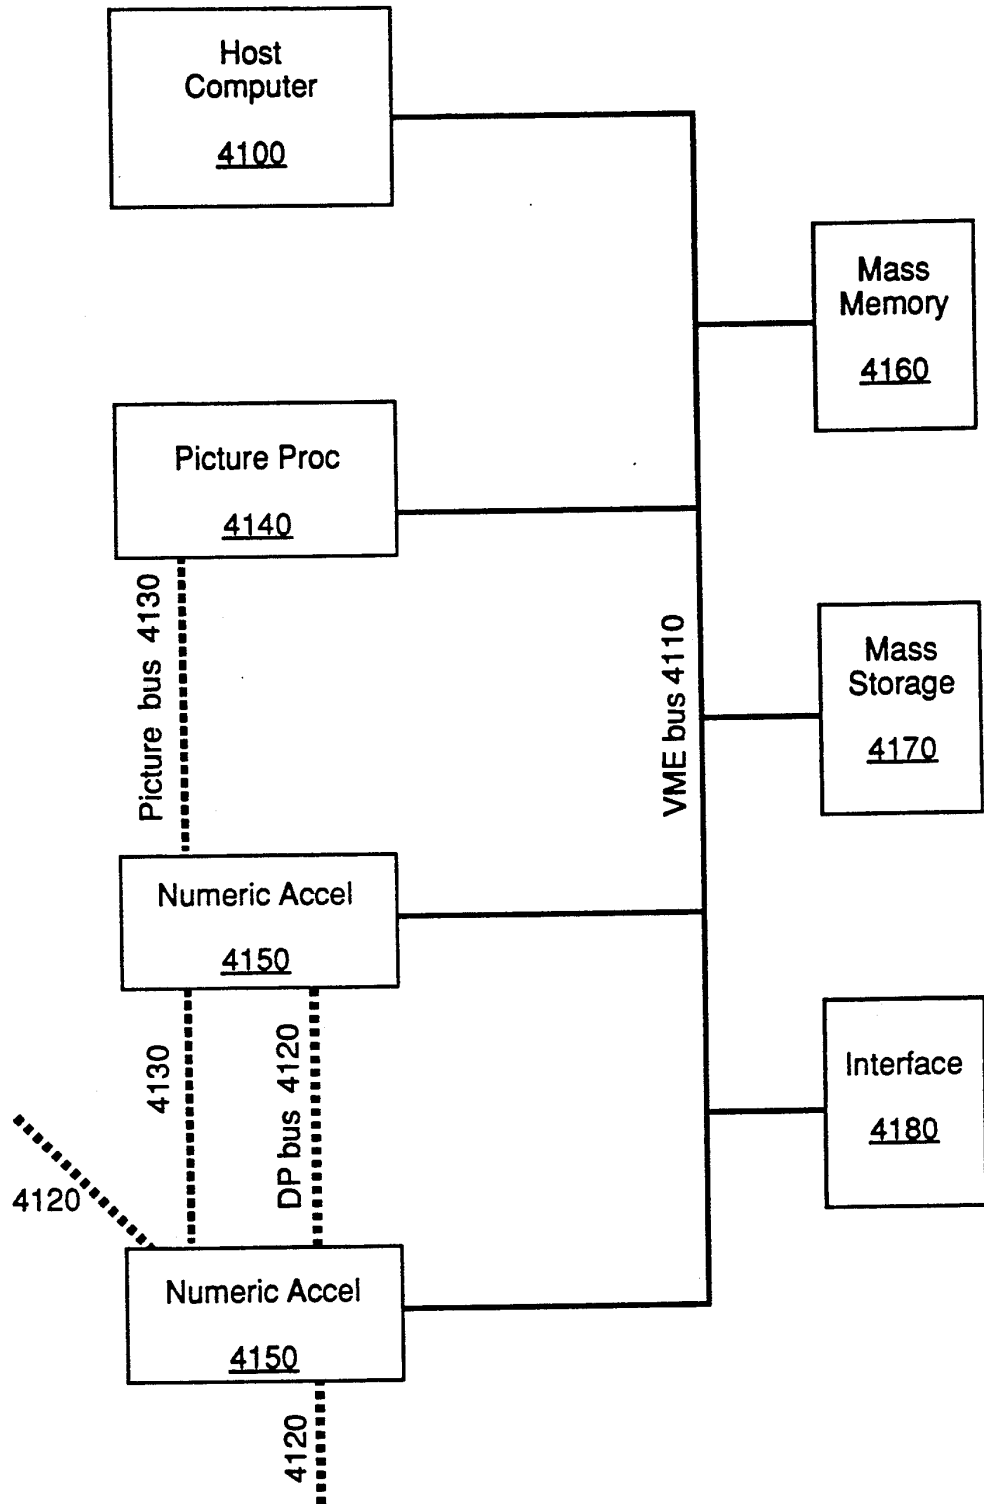 Host
Computer
4100
Mass
Memory
4160
Picture Proc
4140
Picture bus 4130
VME bus 4110
Mass
Storage
4170
Numeric Accel
4150
4130
DP bus 4120
Interface
4180
4120
Numeric Accel
4150
4120